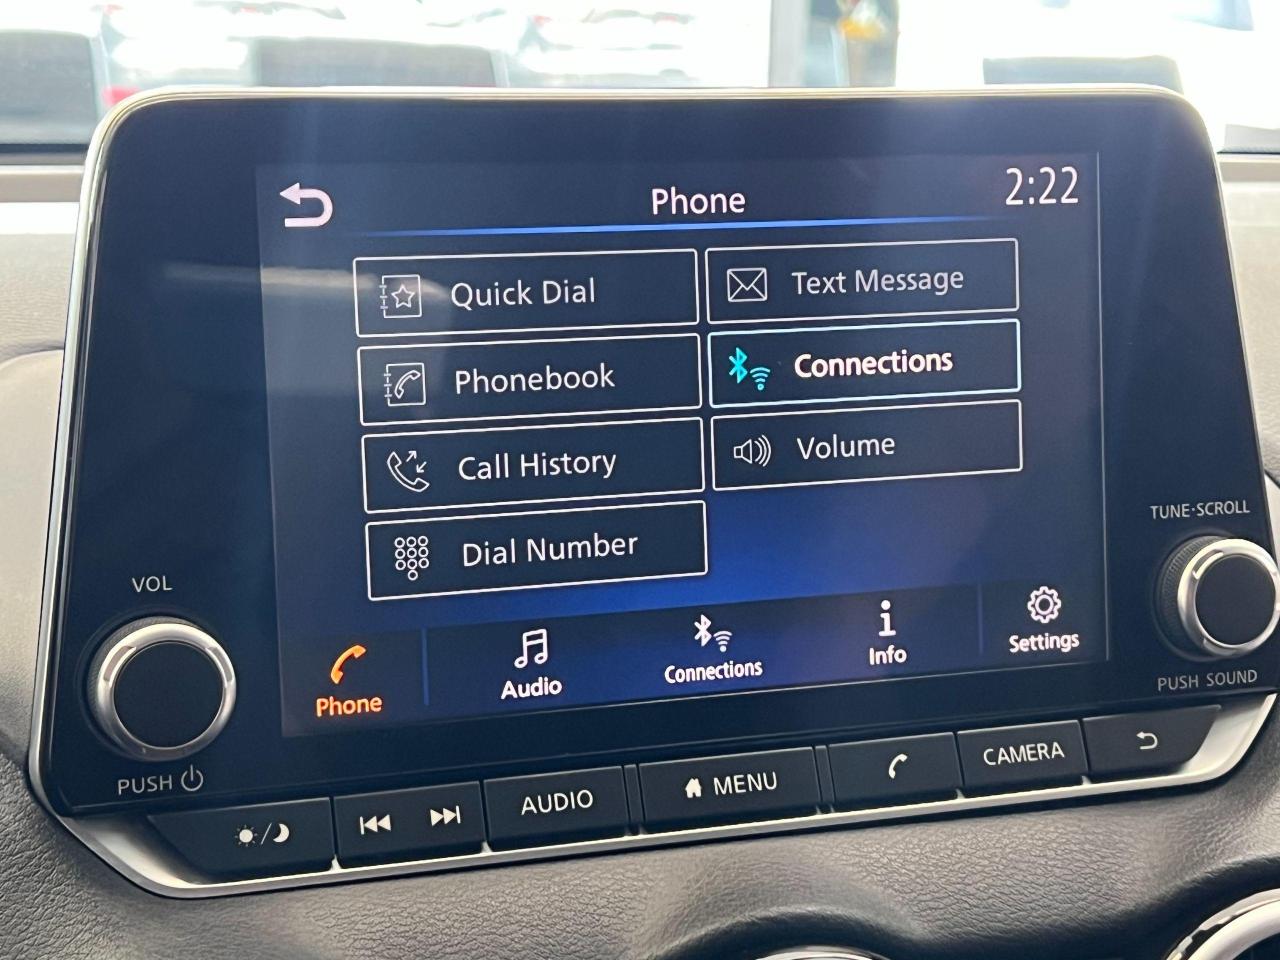 Phone
2:22
Quick Dial
Text Message
Phonebook
Connections
Call History
Volume
Dial Number
Phone
Audio
Connections
Info
Settings
VOL
PUSH
TUNE·SCROLL
PUSH SOUND
AUDIO
MENU
CAMERA